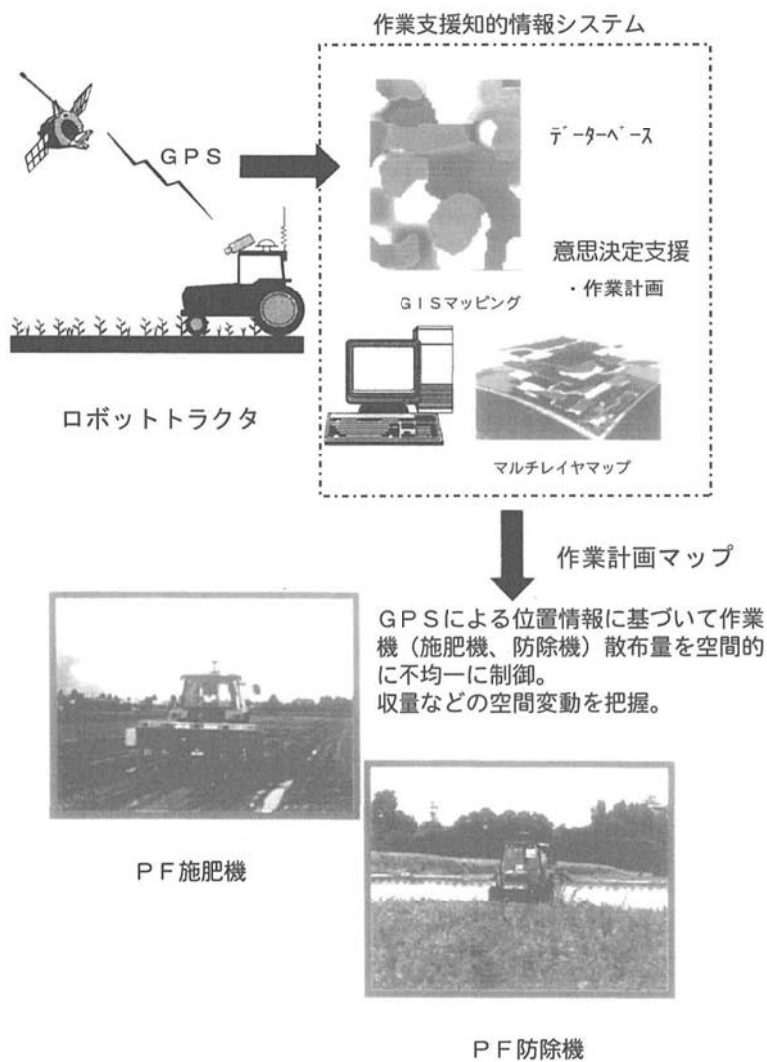 作業支援知的情報システム
GPS
データーベース
意思決定支援
・作業計画
GISマッピング
ロボットトラクタ
マルチレイヤマップ
作業計画マップ
GPSによる位置情報に基づいて作業
機(施肥機、防除機)散布量を空間的
に不均一に制御。
収量などの空間変動を把握。
PF施肥機
PF防除機